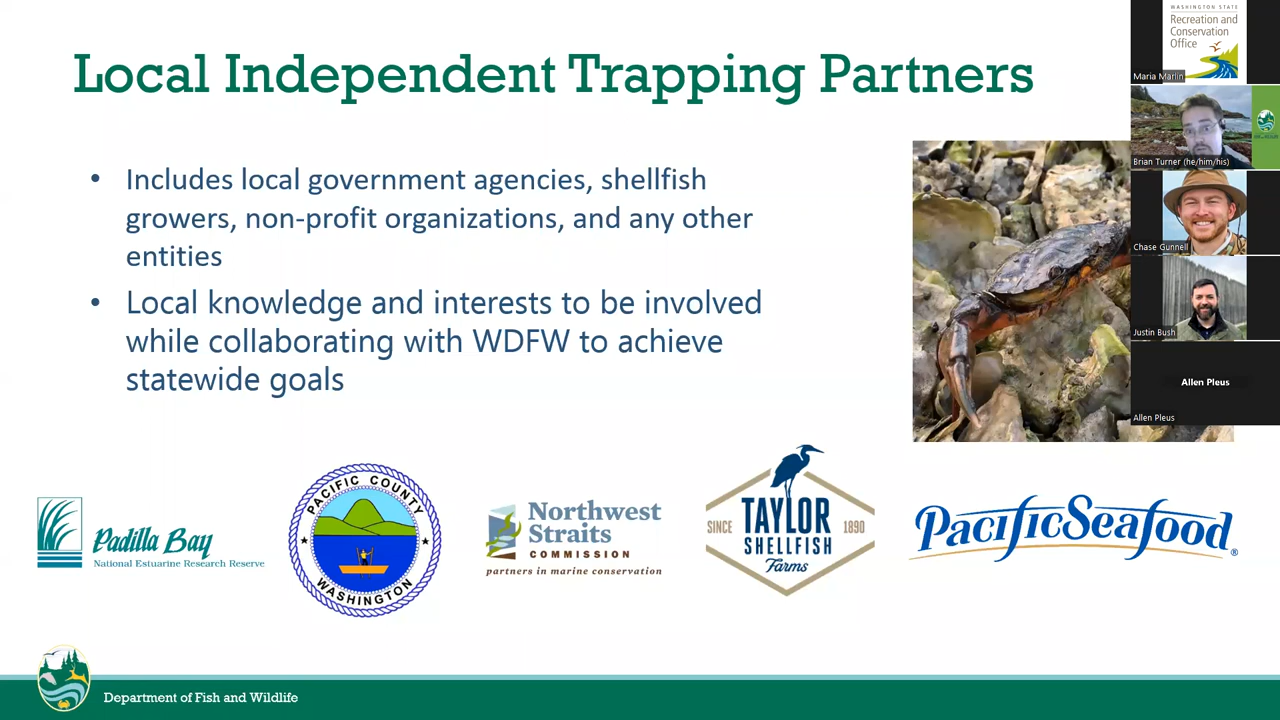 Local Independent Trapping Partners
• Includes local government agencies, shellfish
growers, non-profit organizations, and any other
entities
• Local knowledge and interests to be involved
while collaborating with WDFW to achieve
statewide goals
Padilla Bay
National Estuarine Research Reserve
PACIFIC COUNTY
WASHINGTON
Northwest
Straits
COMMISSION
partners in marine conservation
SINCE TAYLOR 1890
SHELLFISH
Farms
PacificSeafood®
Department of Fish and Wildlife
WASHINGTON STATE
Recreation and
Conservation
Office
Maria Marlin
Brian Turner (he/him/his)
Chase Gunnell
Justin Bush
Allen Pleus
Allen Pleus